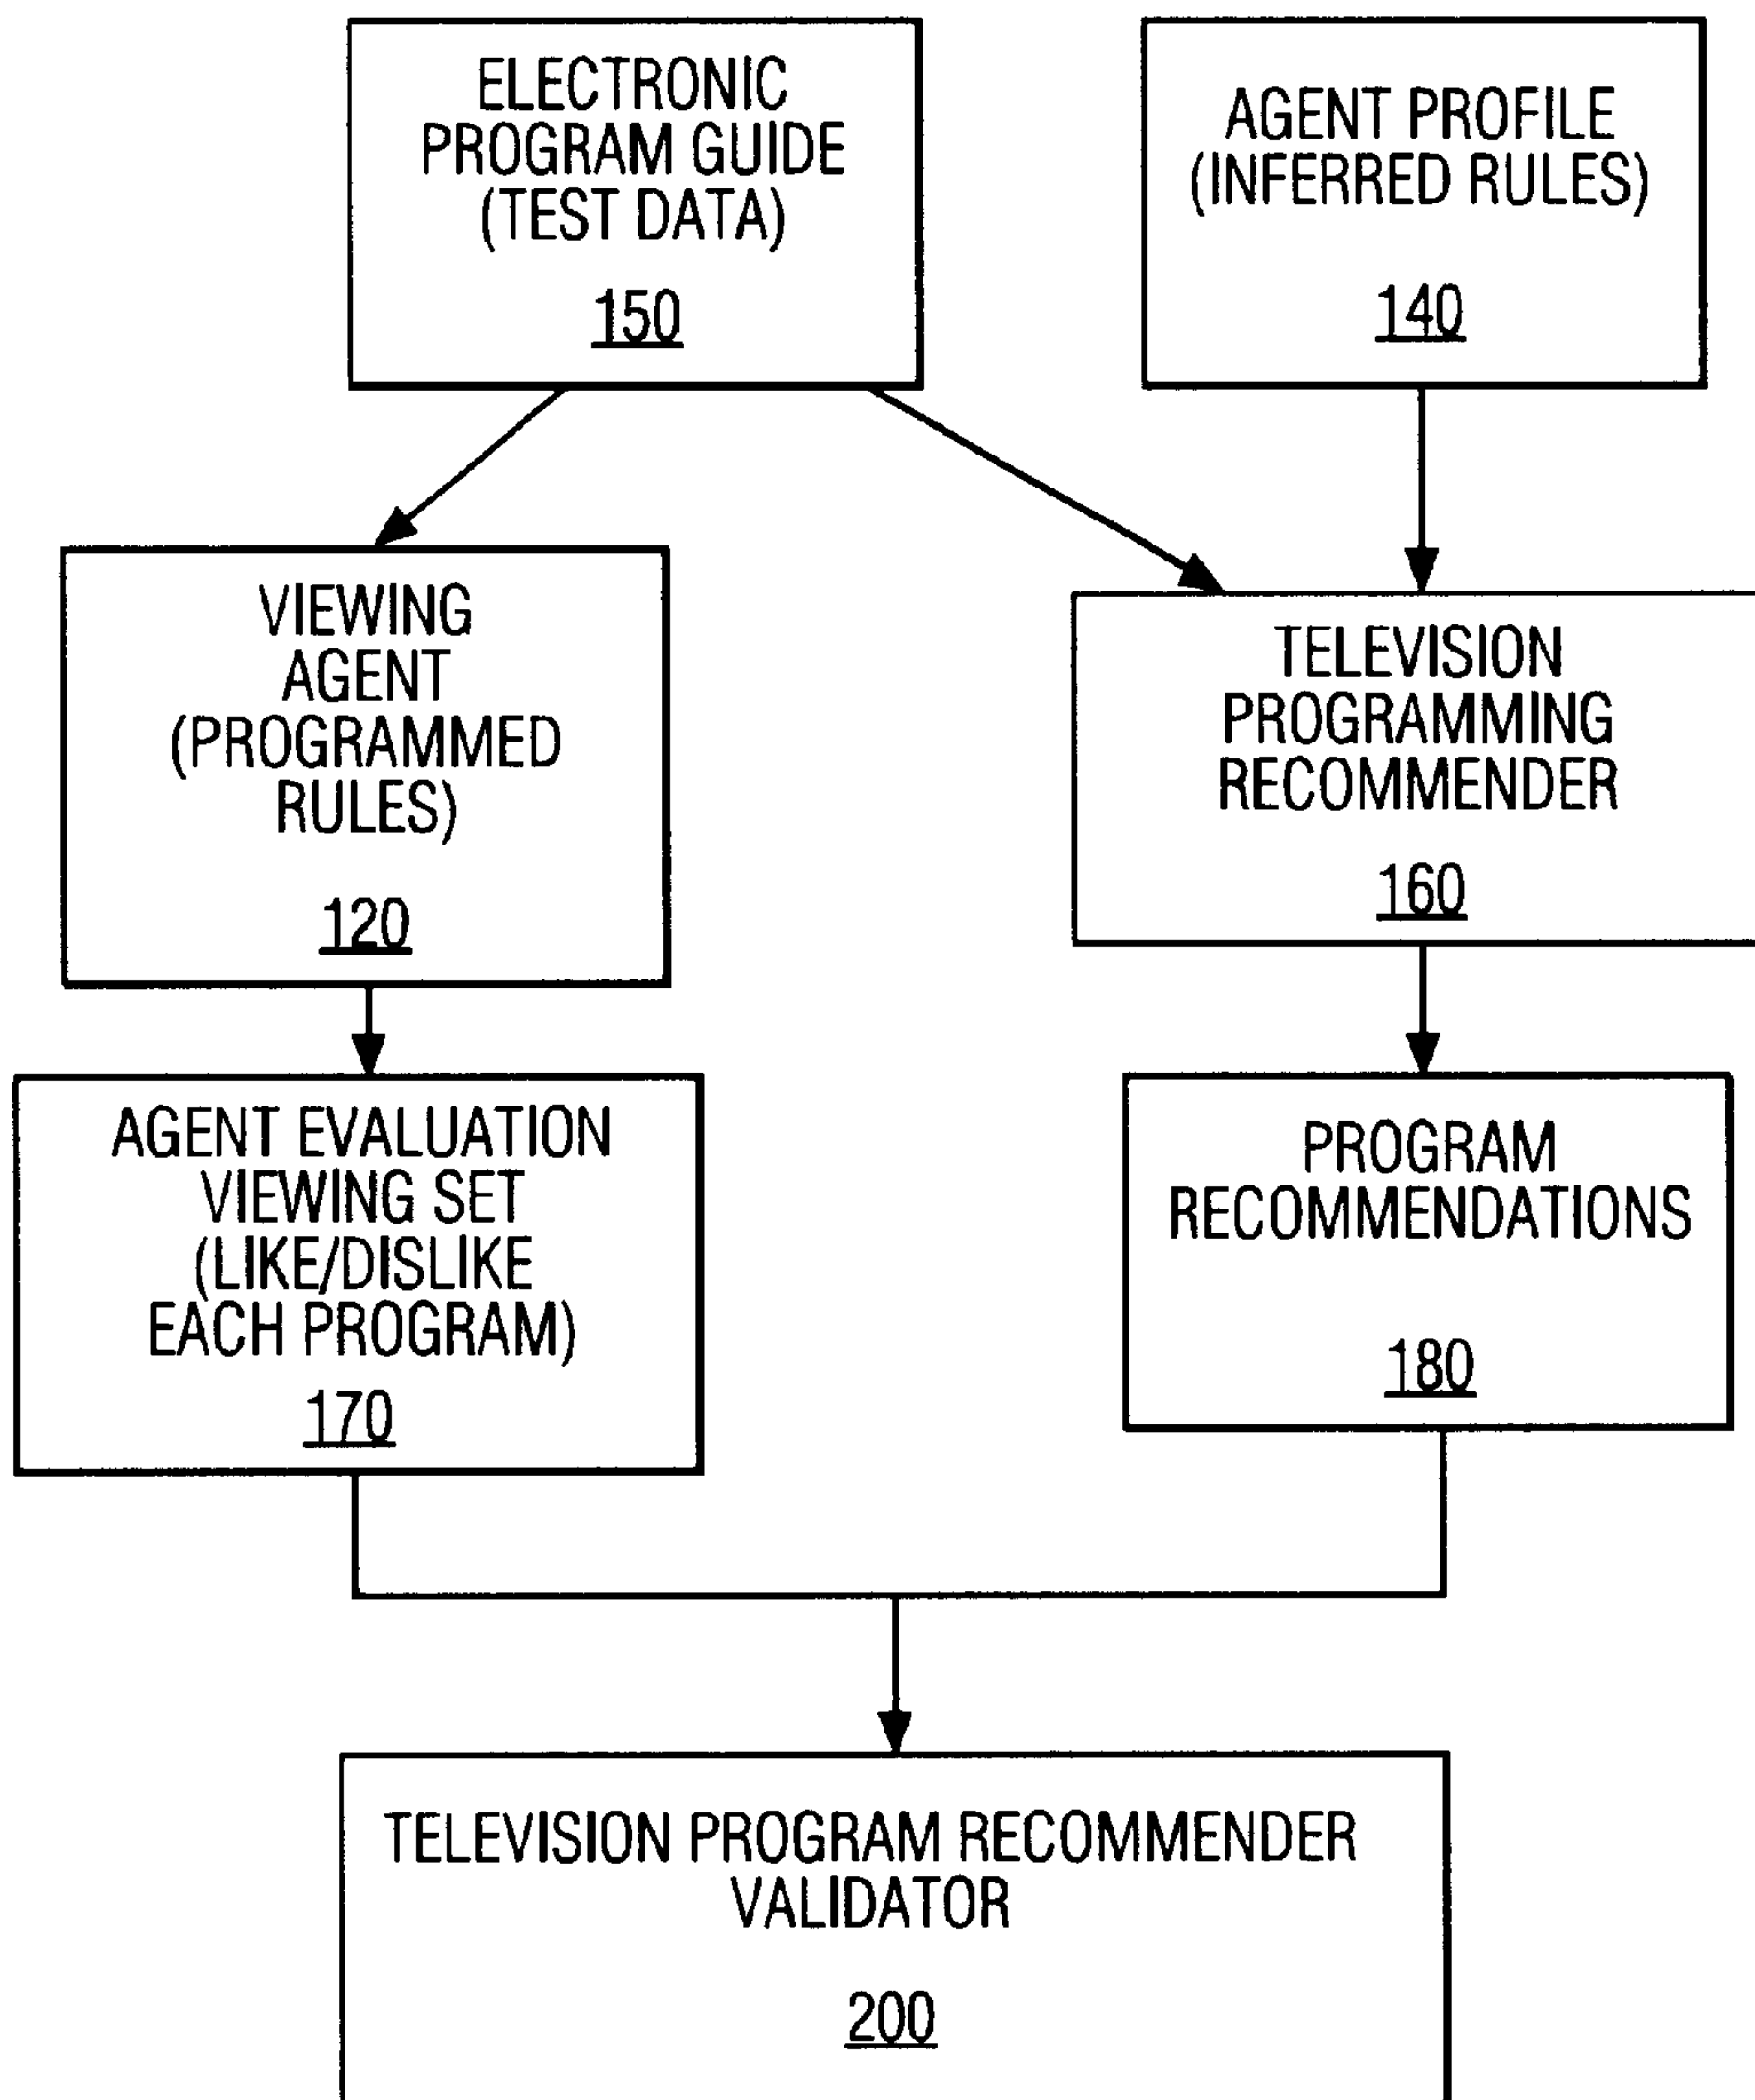 ELECTRONIC
PROGRAM GUIDE
(TEST DATA)
150
AGENT PROFILE
(INFERRED RULES)
140
VIEWING
AGENT
(PROGRAMMED
RULES)
120
TELEVISION
PROGRAMMING
RECOMMENDER
160
AGENT EVALUATION
VIEWING SET
(LIKE/DISLIKE
EACH PROGRAM)
170
PROGRAM
RECOMMENDATIONS
180
TELEVISION PROGRAM RECOMMENDER
VALIDATOR
200